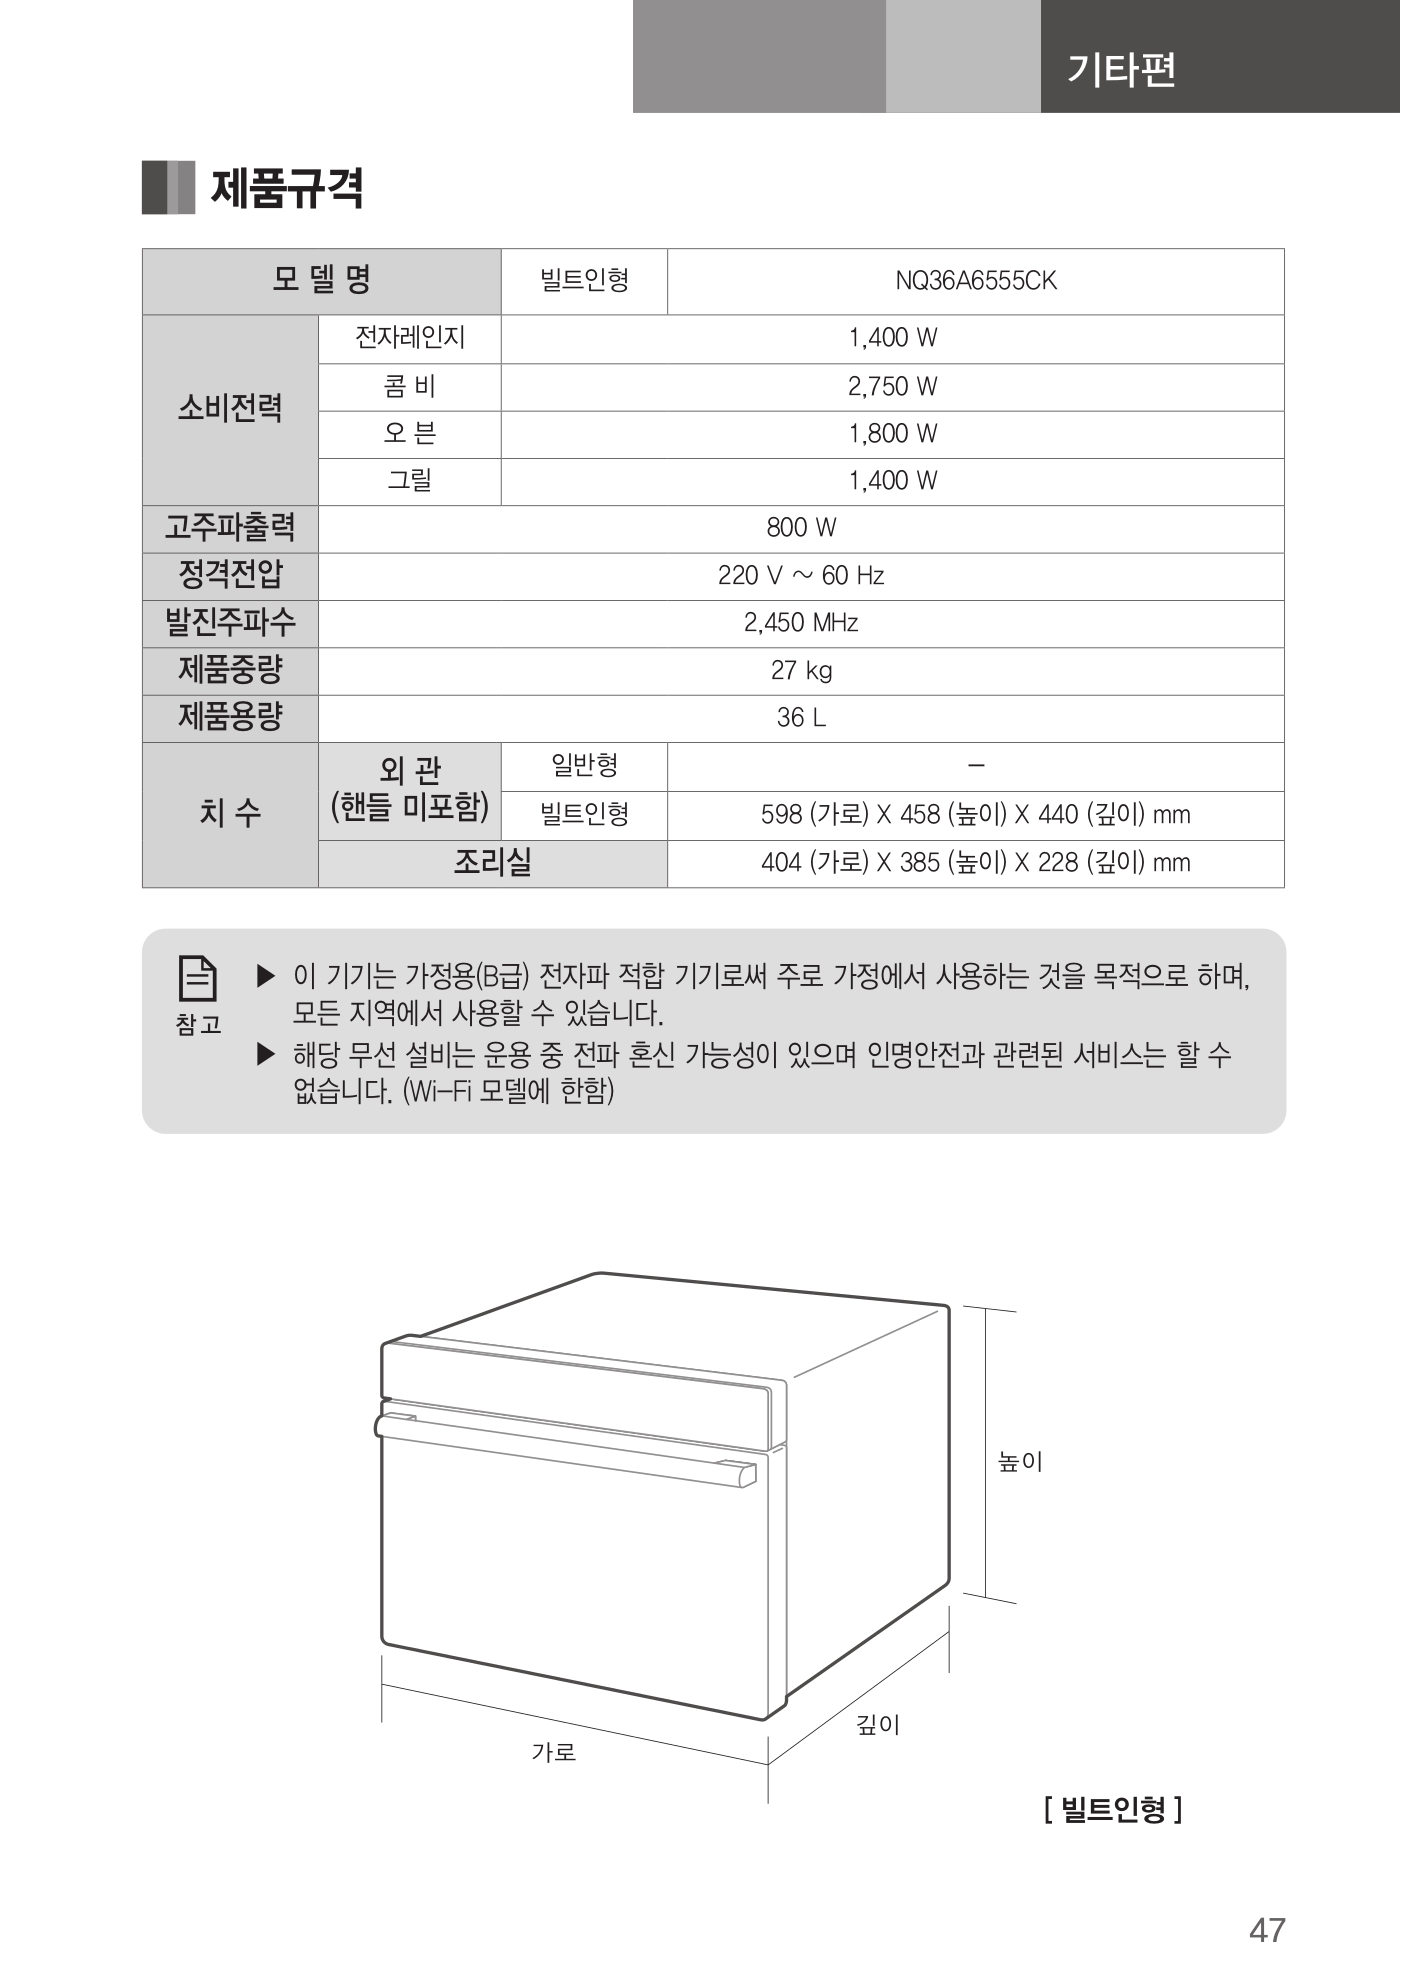 기타편
제품규격
모 델 명 빌트인형 NQ36A6555CK
소비전력 전자레인지 1,400 W
콤 비 2,750 W
오 븐 1,800 W
그릴 1,400 W
고주파출력 800 W
정격전압 220 V ～ 60 Hz
발진주파수 2,450 MHz
제품중량 27 kg
제품용량 36 L
치 수 외 관
(핸들 미포함) 일반형 –
빌트인형 598 (가로) X 458 (높이) X 440 (깊이) mm
조리실 404 (가로) X 385 (높이) X 228 (깊이) mm
참고
▶ 이 기기는 가정용(B급) 전자파 적합 기기로써 주로 가정에서 사용하는 것을 목적으로 하며,
모든 지역에서 사용할 수 있습니다.
▶ 해당 무선 설비는 운용 중 전파 혼신 가능성이 있으며 인명안전과 관련된 서비스는 할 수
없습니다. (Wi–Fi 모델에 한함)
높이
깊이
가로
[ 빌트인형 ]
47